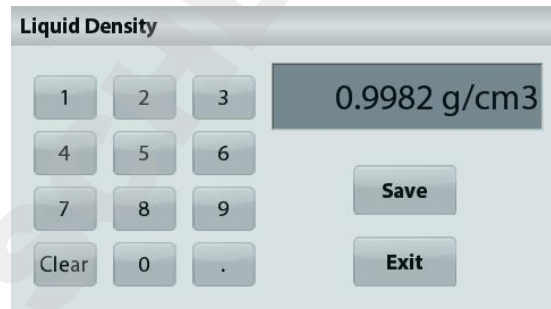 Liquid Density
1 2 3
0.9982 g/cm3
4 5 6
7 8 9
Clear 0 .
Save
Exit